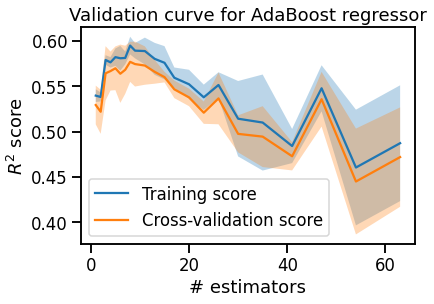 Validation curve for AdaBoost regressor
0.60
0.55
0.50
0.45
0.40
R² score
Training score
Cross-validation score
0 20 40 60
# estimators